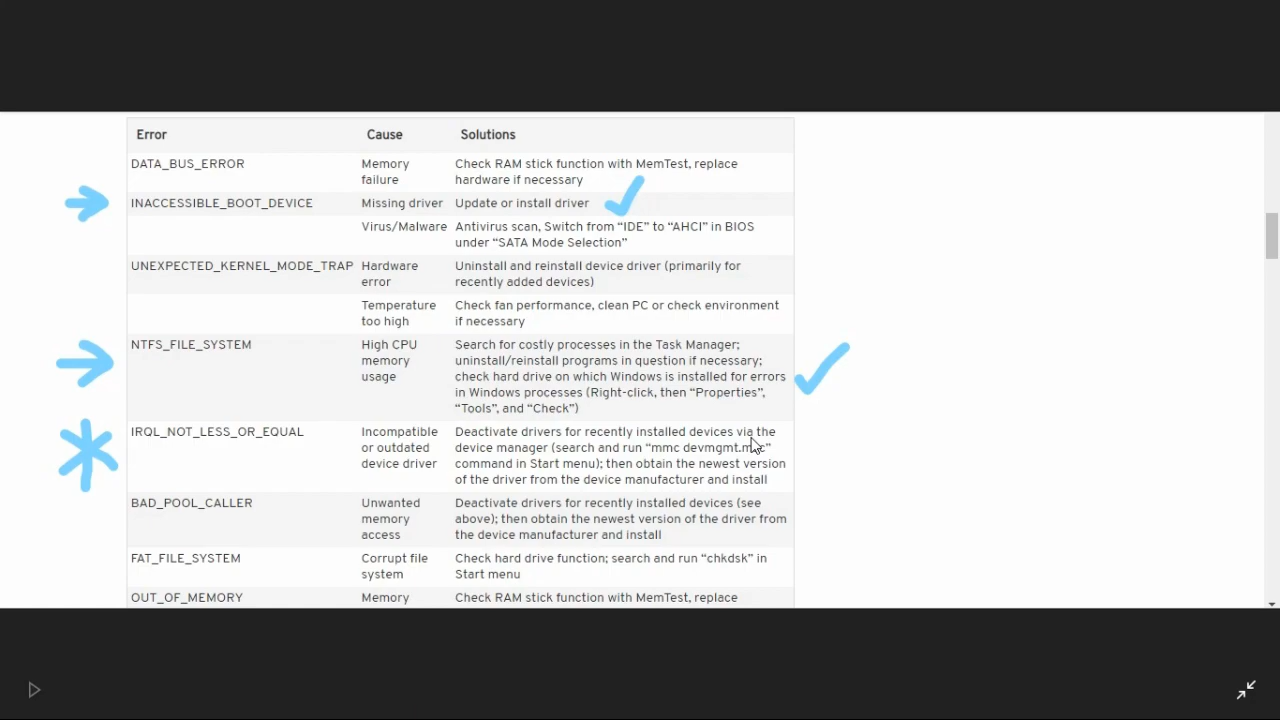 Error Cause Solutions
DATA_BUS_ERROR Memory Check RAM stick function with MemTest, replace
failure hardware if necessary
INACCESSIBLE_BOOT_DEVICE Missing driver Update or install driver
Virus/Malware Antivirus scan, Switch from “IDE” to “AHCI” in BIOS
under “SATA Mode Selection”
UNEXPECTED_KERNEL_MODE_TRAP Hardware Uninstall and reinstall device driver (primarily for
error recently added devices)
Temperature Check fan performance, clean PC or check environment
too high if necessary
NTFS_FILE_SYSTEM High CPU Search for costly processes in the Task Manager;
memory uninstall/reinstall programs in question if necessary;
usage check hard drive on which Windows is installed for errors
in Windows processes (Right-click, then “Properties”,
“Tools”, and “Check”)
IRQL_NOT_LESS_OR_EQUAL Incompatible Deactivate drivers for recently installed devices via the
or outdated device manager (search and run “mmc devmgmt.msc”
device driver command in Start menu); then obtain the newest version
of the driver from the device manufacturer and install
BAD_POOL_CALLER Unwanted Deactivate drivers for recently installed devices (see
memory above); then obtain the newest version of the driver from
access the device manufacturer and install
FAT_FILE_SYSTEM Corrupt file Check hard drive function; search and run “chkdsk” in
system Start menu
OUT_OF_MEMORY Memory Check RAM stick function with MemTest, replace